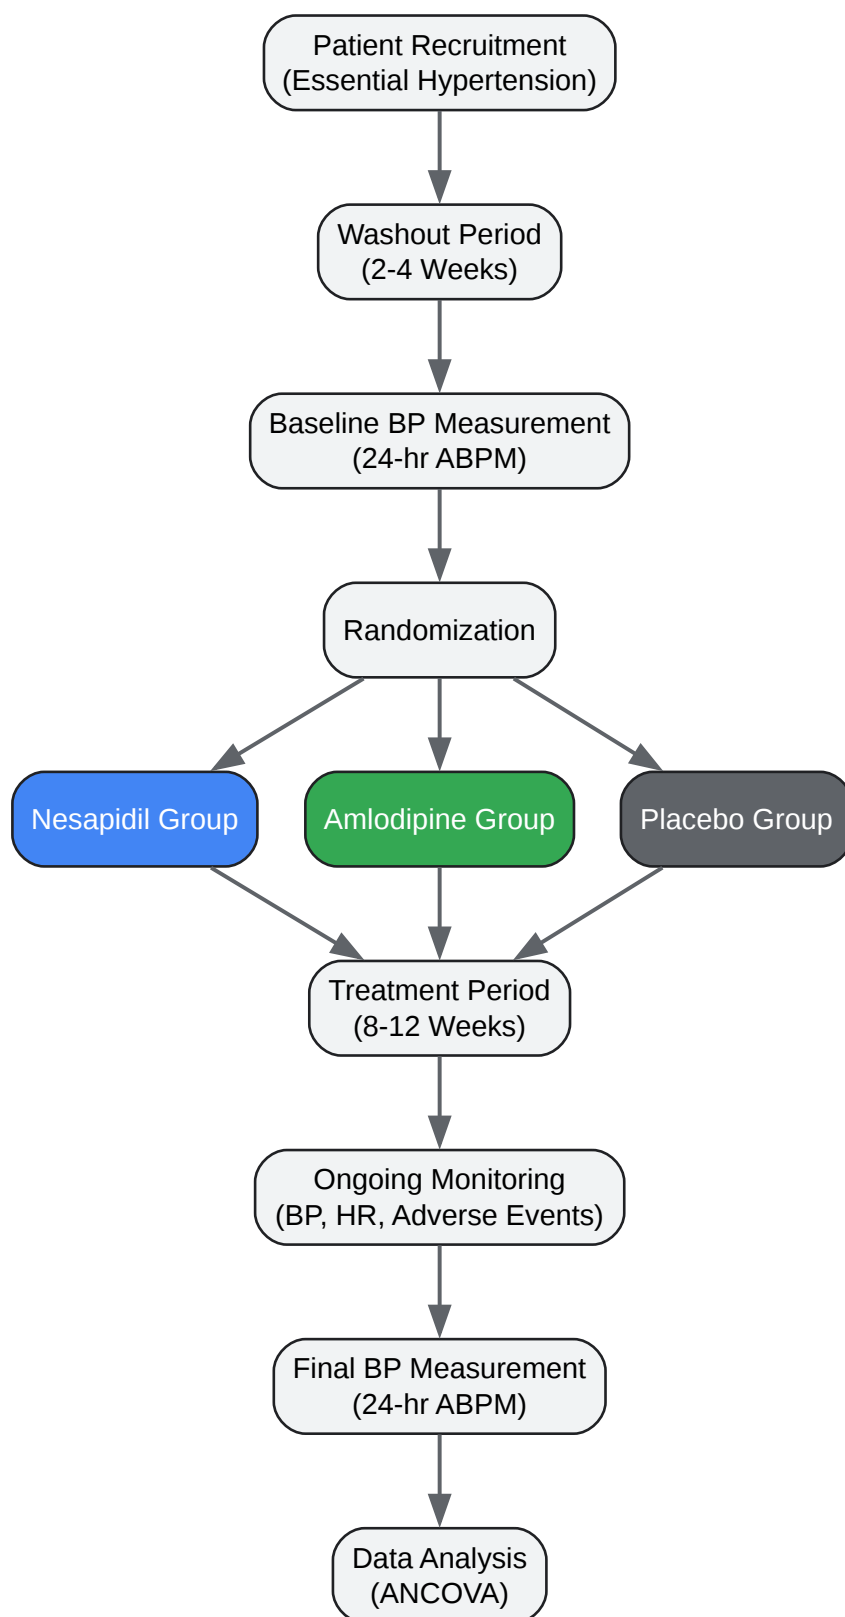 Patient Recruitment
(Essential Hypertension)
Washout Period
(2-4 Weeks)
Baseline BP Measurement
(24-hr ABPM)
Randomization
Nesapidil Group
Amlodipine Group
Placebo Group
Treatment Period
(8-12 Weeks)
Ongoing Monitoring
(BP, HR, Adverse Events)
Final BP Measurement
(24-hr ABPM)
Data Analysis
(ANCOVA)